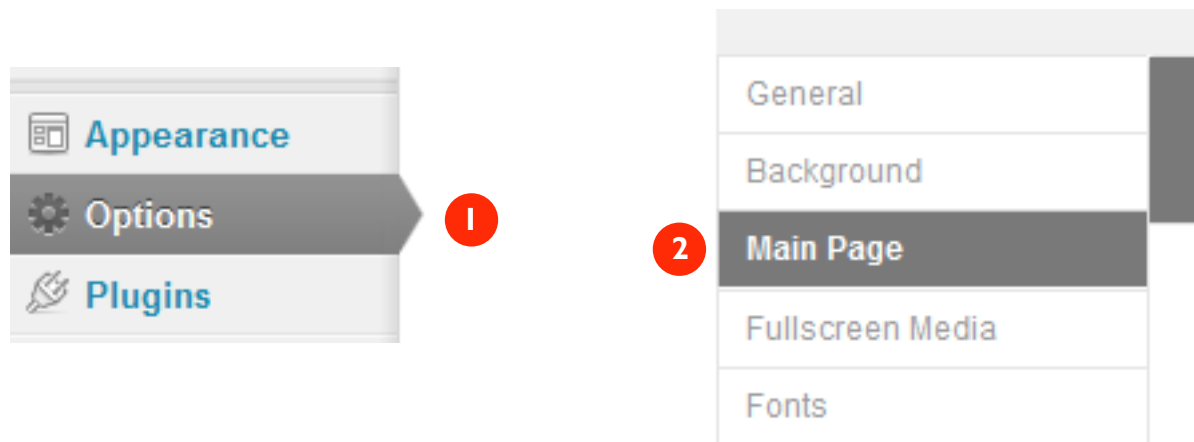 Appearance
Options
Plugins
1
General
Background
2
Main Page
Fullscreen Media
Fonts